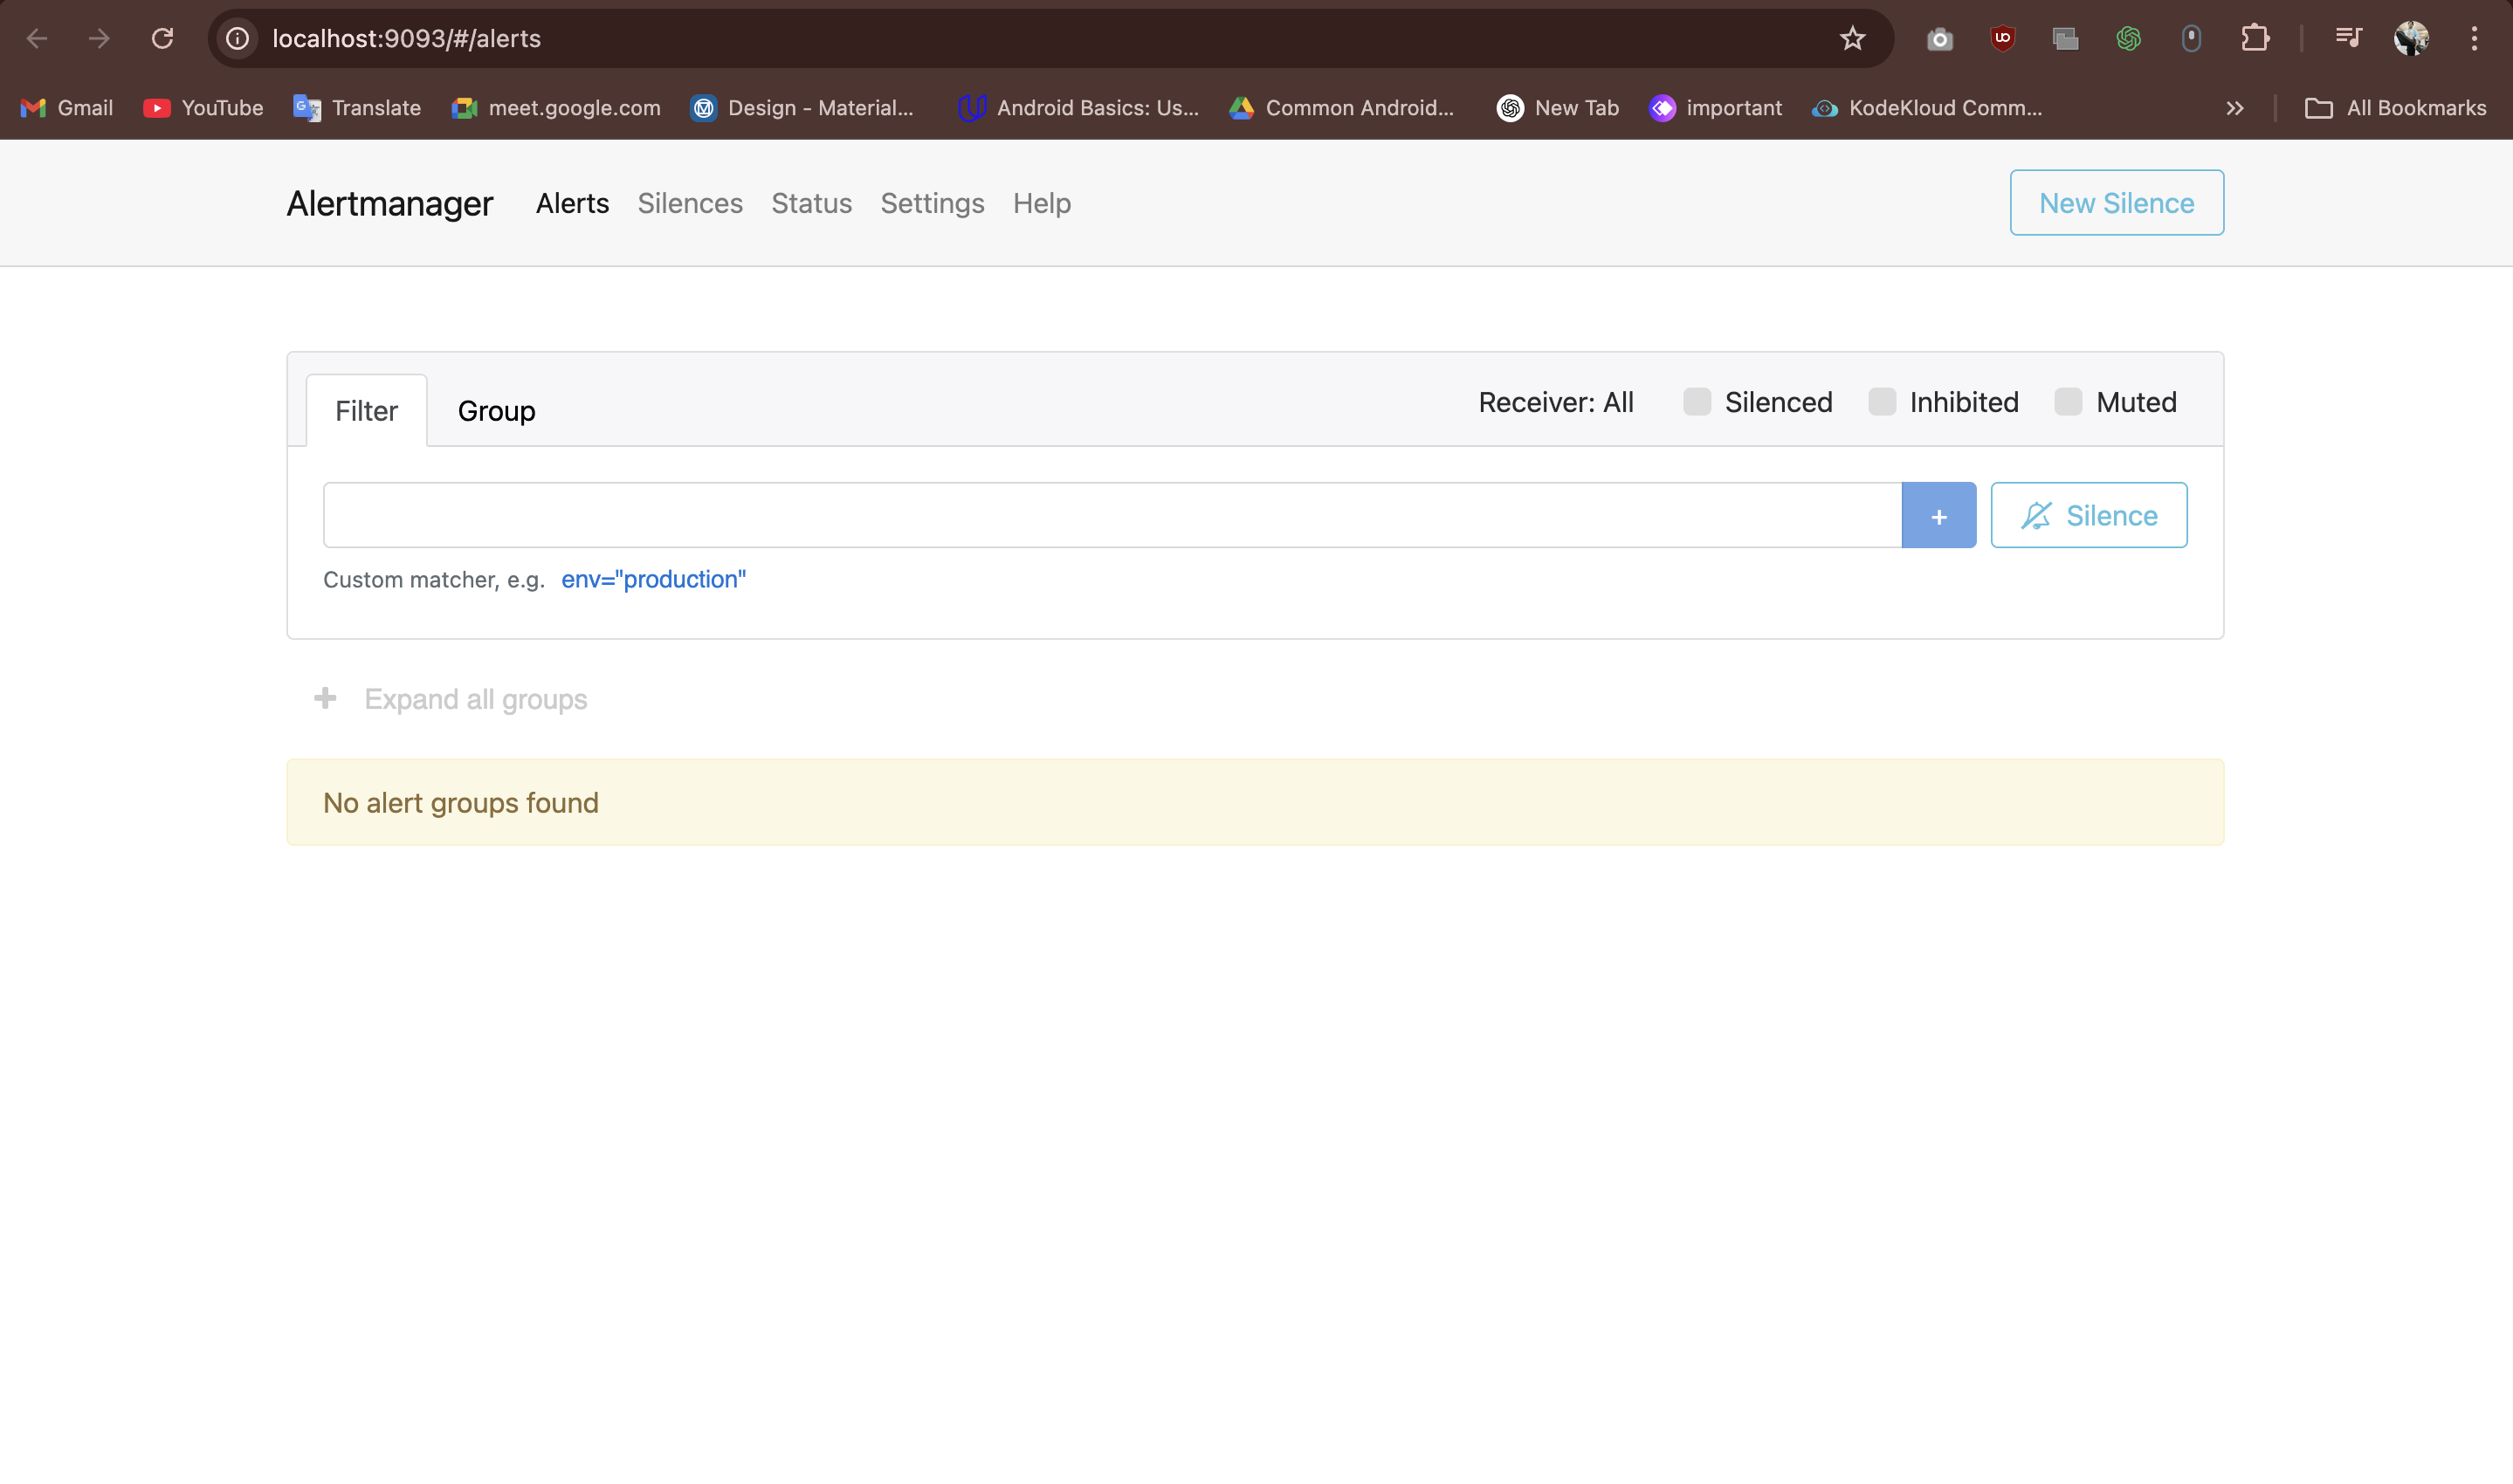 localhost:9093/#/alerts
Gmail YouTube Translate meet.google.com Design - Material... Android Basics: Us... Common Android... New Tab important KodeKloud Comm... All Bookmarks
Alertmanager Alerts Silences Status Settings Help New Silence
Filter Group Receiver: All Silenced Inhibited Muted
+ Silence
Custom matcher, e.g. env="production"
+ Expand all groups
No alert groups found